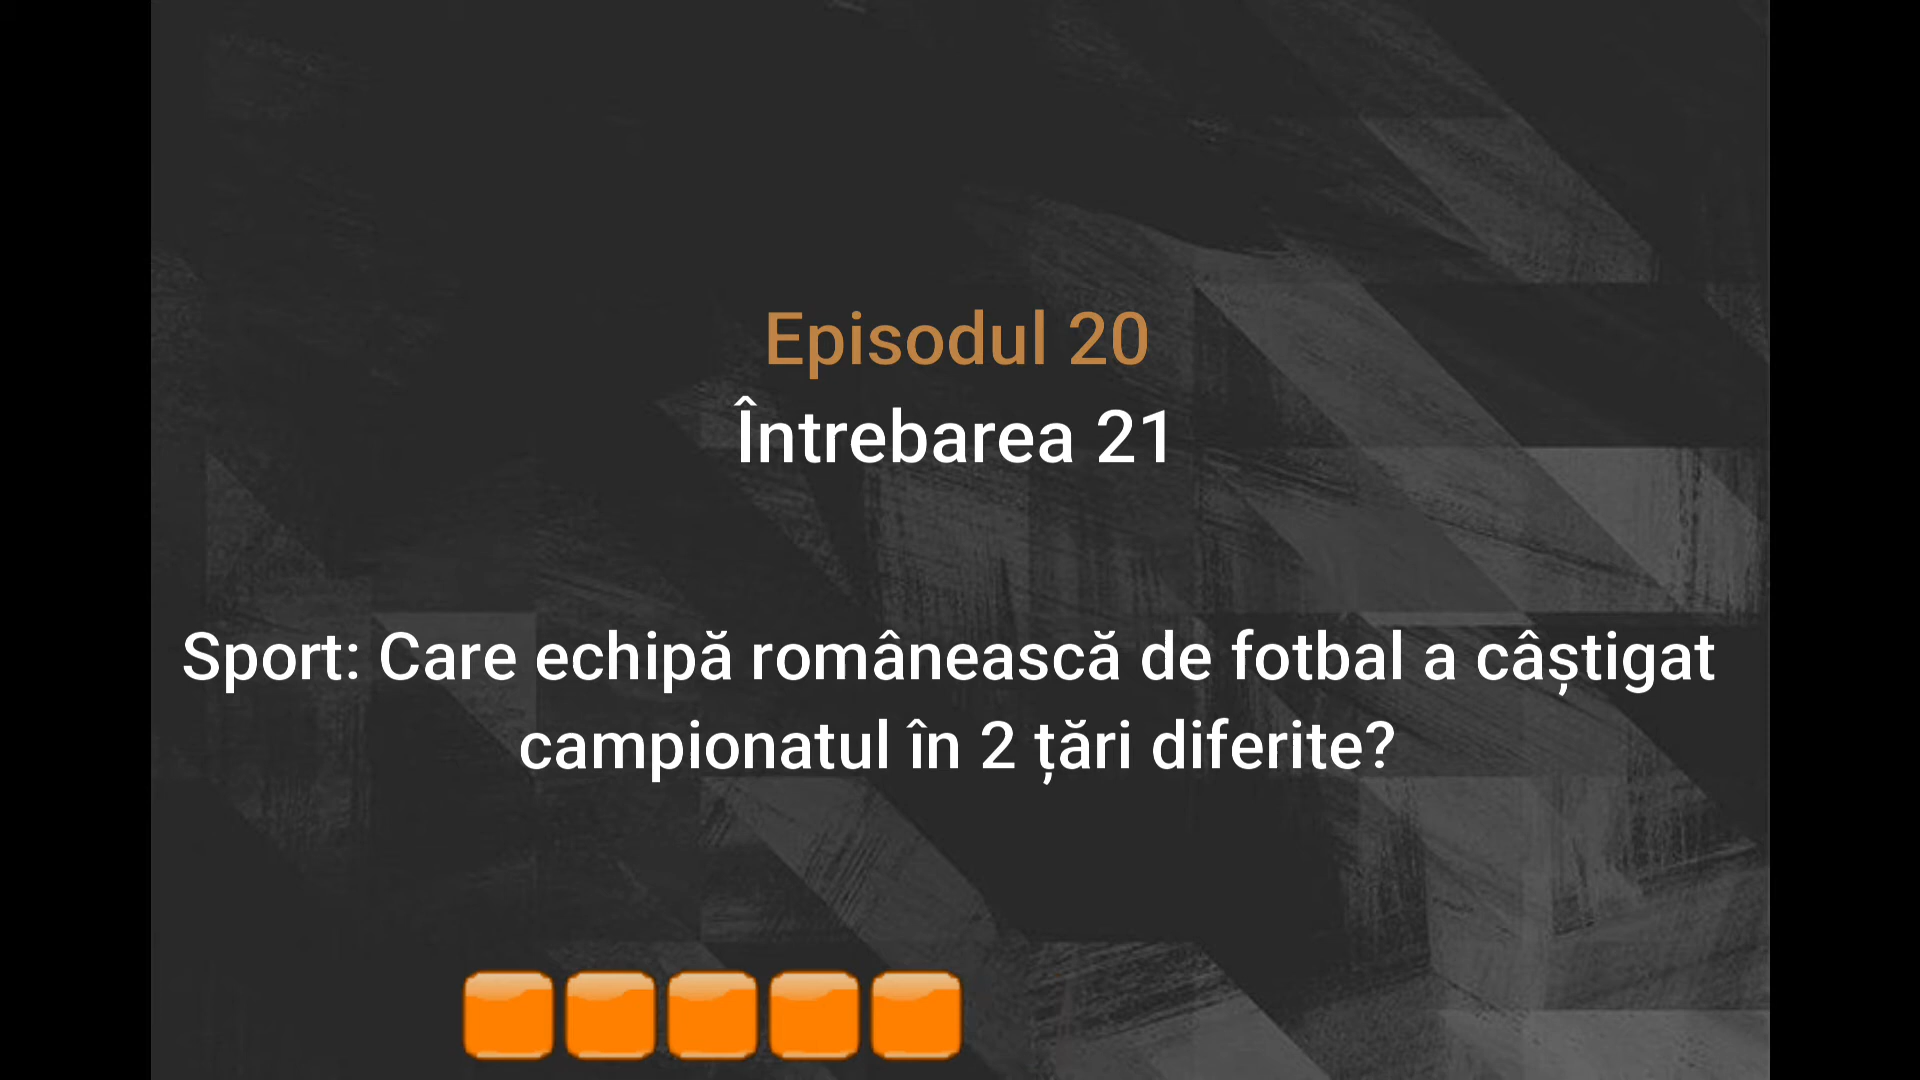 Episodul 20
Întrebarea 21
Sport: Care echipă românească de fotbal a câștigat
campionatul în 2 țări diferite?